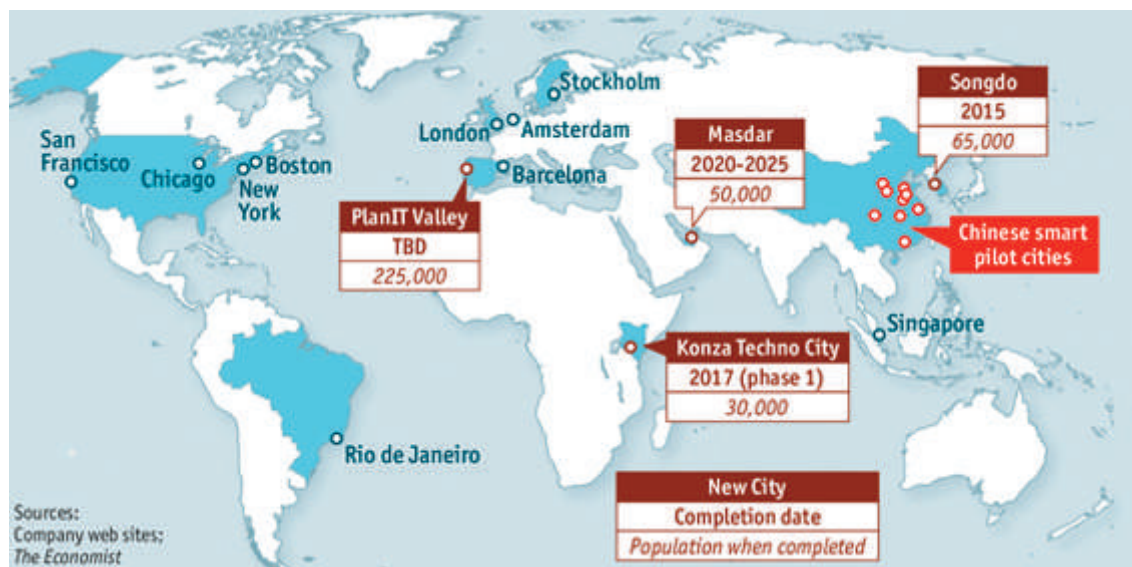 Stockholm
Songdo
2015
65,000
London
Amsterdam
Masdar
2020-2025
50,000
San
Francisco
Chicago
Boston
New
York
Barcelona
PlanIT Valley
TBD
225,000
Chinese smart
pilot cities
Singapore
Konza Techno City
2017 (phase 1)
30,000
Rio de Janeiro
New City
Completion date
Population when completed
Sources:
Company web sites;
The Economist